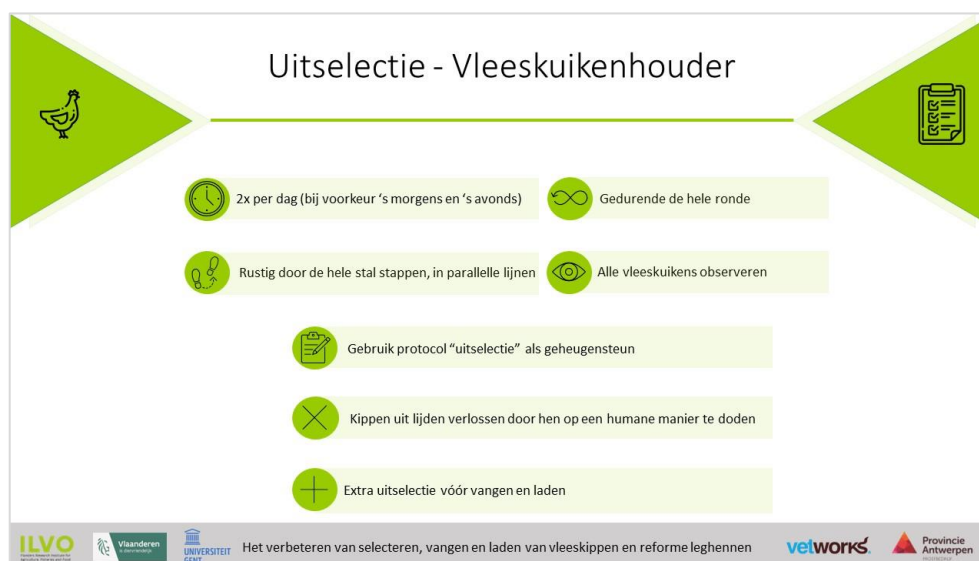 Uitselectie - Vleeskuikenhouder
2x per dag (bij voorkeur ‘s morgens en ‘s avonds)
Gedurende de hele ronde
Rustig door de hele stal stappen, in parallelle lijnen
Alle vleeskuikens observeren
Gebruik protocol “uitselectie” als geheugensteun
Kippen uit lijden verlossen door hen op een humane manier te doden
Extra uitselectie vóór vangen en laden
ILVO
Vlaanderen
UNIVERSITEIT
GENT
Het verbeteren van selecteren, vangen en laden van vleeskippen en reforme leghennen
vetworks.
Provincie
Antwerpen